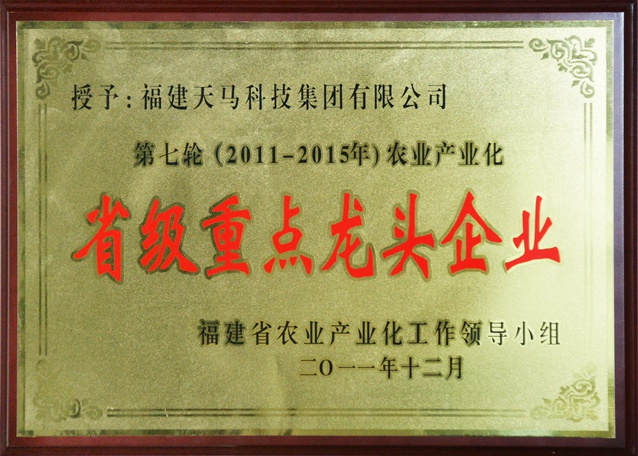 授予：福建天马科技集团有限公司
第七轮(2011-2015年)农业产业化
省级重点龙头企业
福建省农业产业化工作领导小组
二〇一一年十二月